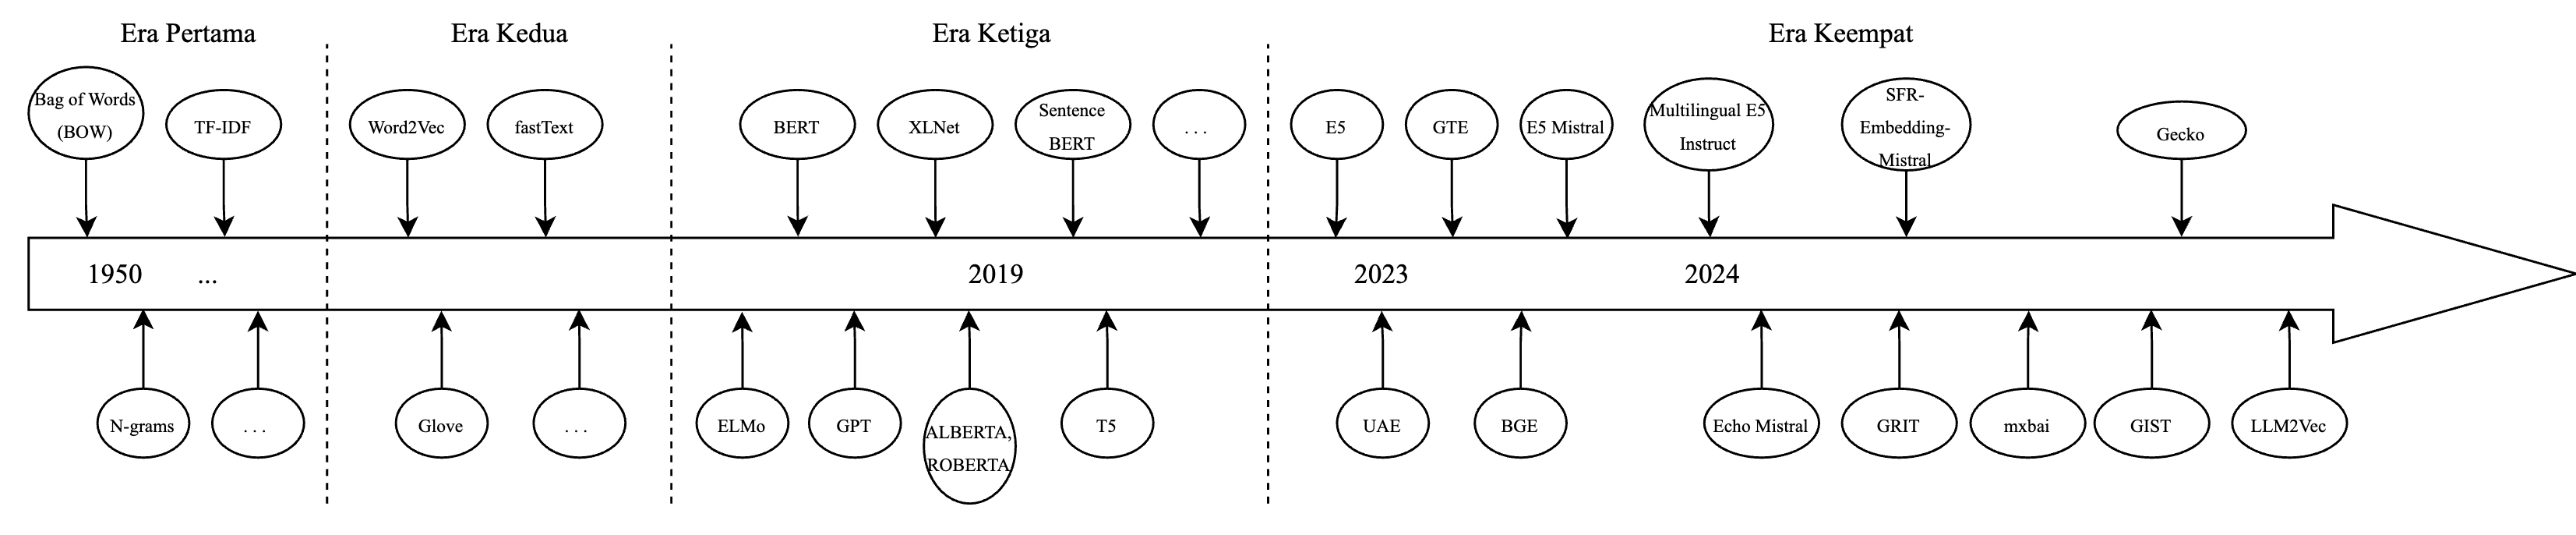 Era Pertama
Era Kedua
Era Ketiga
Era Keempat
Bag of Words
(BOW)
TF-IDF
Word2Vec
fastText
BERT
XLNet
Sentence
BERT
. . .
E5
GTE
E5 Mistral
Multilingual E5
Instruct
SFR-
Embedding-
Mistral
Gecko
1950
...
2019
2023
2024
N-grams
. . .
Glove
. . .
ELMo
GPT
ALBERTA,
ROBERTA
T5
UAE
BGE
Echo Mistral
GRIT
mxbai
GIST
LLM2Vec